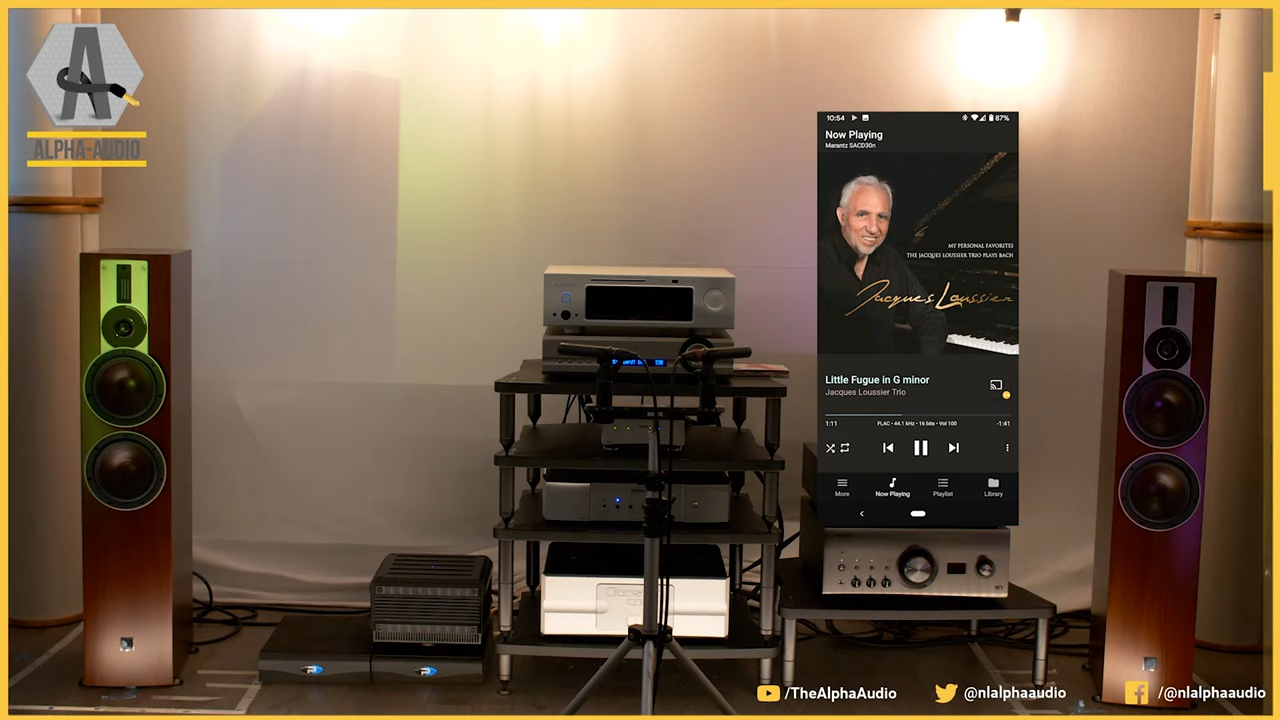 ALPHA-AUDIO
10:54
87%
Now Playing
Marantz SACD30n
MY PERSONAL FAVORITES
THE JACQUES LOUSSIER TRIO PLAYS BACH
Jacques Loussier
Little Fugue in G minor
Jacques Loussier Trio
1:11
FLAC • 44.1 kHz • 16 bits • Vol 100
-1:41
More
Now Playing
Playlist
Library
/TheAlphaAudio
@nlalphaaudio
/@nlalphaaudio